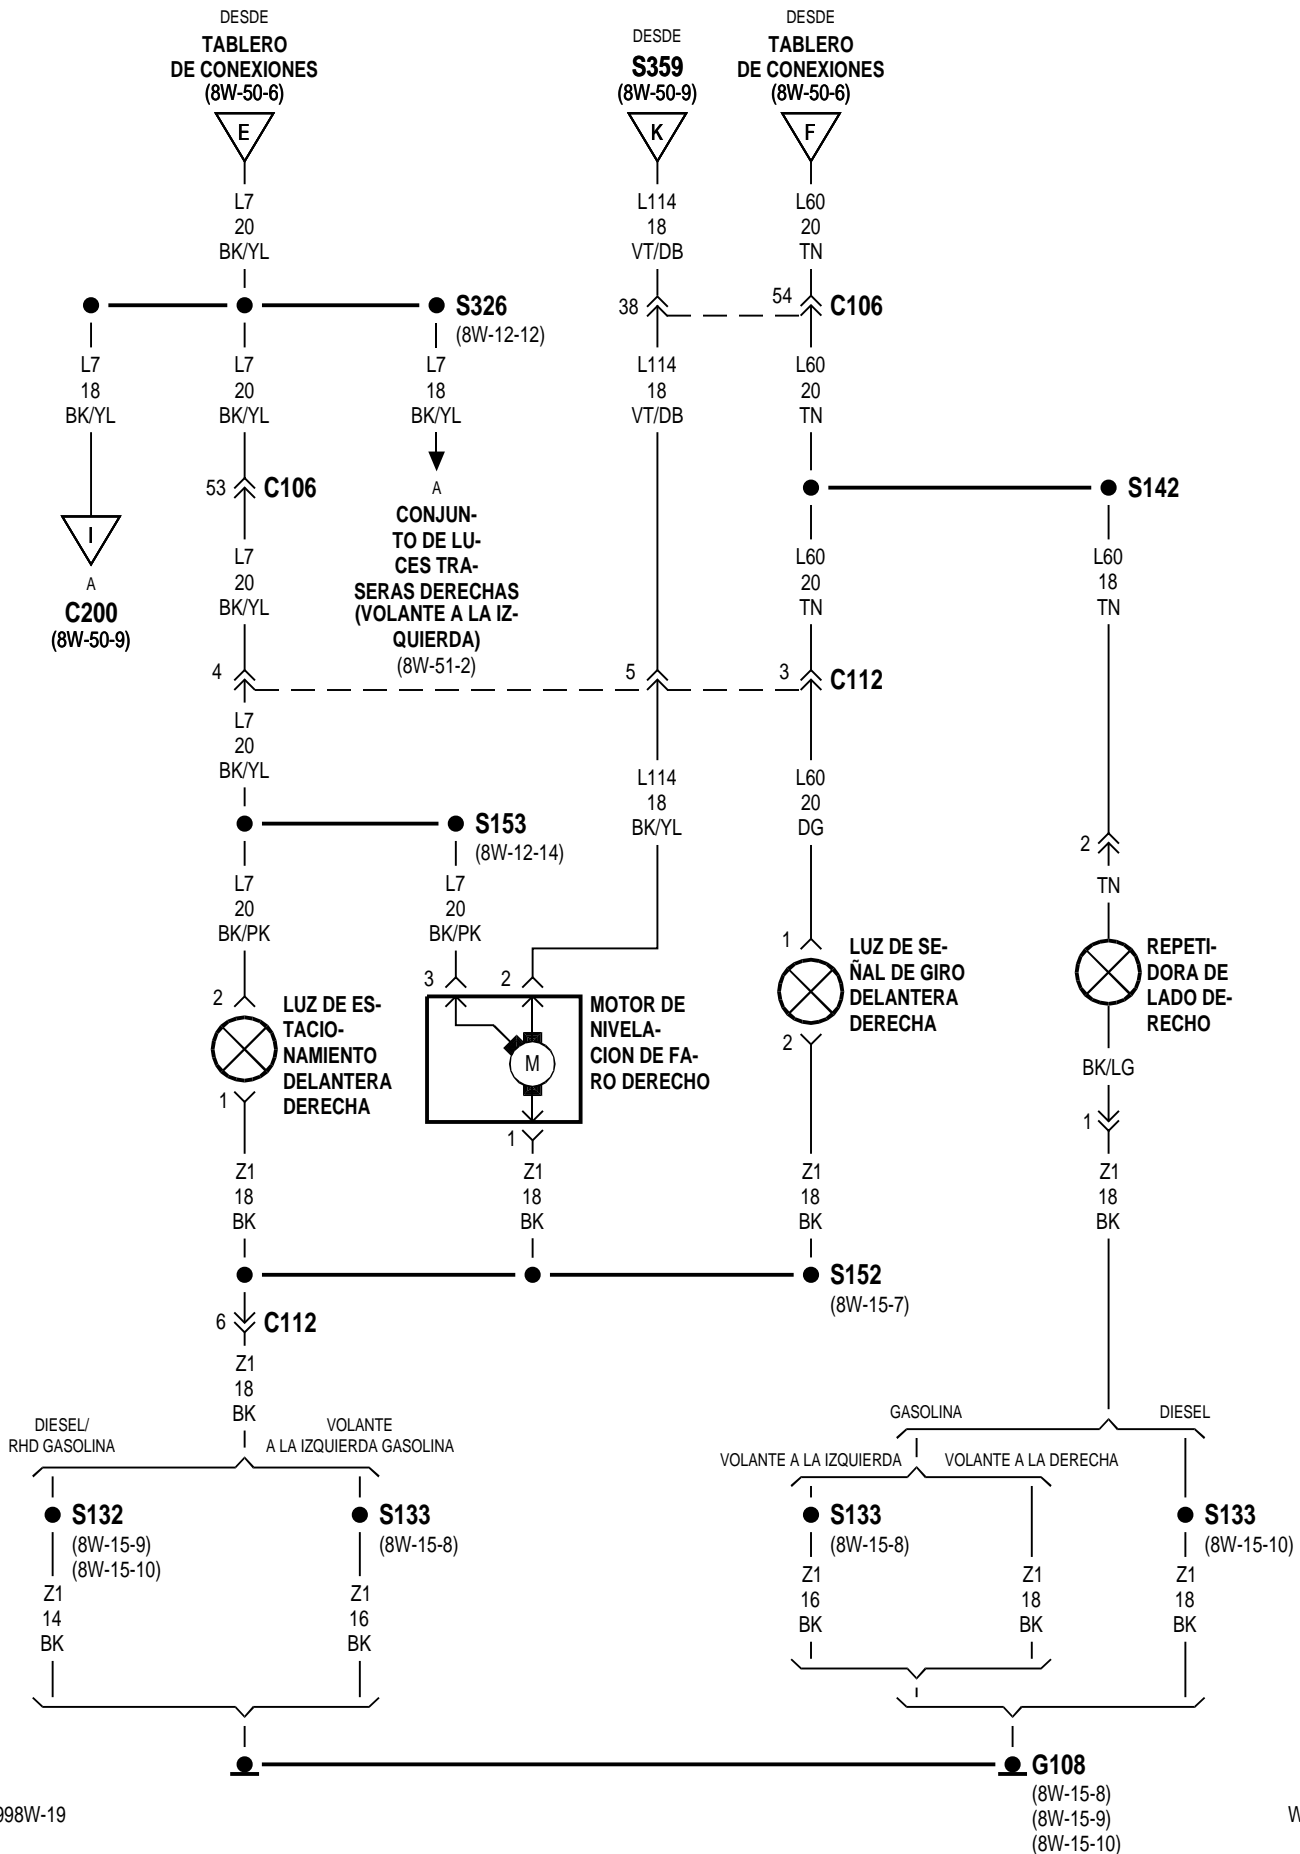 DESDE
TABLERO
DE CONEXIONES
(8W-50-6)
E
DESDE
S359
(8W-50-9)
K
DESDE
TABLERO
DE CONEXIONES
(8W-50-6)
F
L7
20
BK/YL
L114
18
VT/DB
L60
20
TN
S326
(8W-12-12)
38
54
C106
L7
18
BK/YL
L7
20
BK/YL
L7
18
BK/YL
L114
18
VT/DB
L60
20
TN
53
C106
A
CONJUN-
TO DE LU-
CES TRA-
SERAS DERECHAS
(VOLANTE A LA IZ-
QUIERDA)
(8W-51-2)
S142
I
A
C200
(8W-50-9)
L7
20
BK/YL
L60
20
TN
L60
18
TN
4
5
3
C112
L7
20
BK/YL
L114
18
BK/YL
L60
20
DG
S153
(8W-12-14)
2
TN
L7
20
BK/PK
L7
20
BK/PK
2
LUZ DE ES-
TACIO-
NAMIENTO
DELANTERA
DERECHA
1
3
2
M
1
MOTOR DE
NIVELA-
CION DE FA-
RO DERECHO
1
LUZ DE SE-
ÑAL DE GIRO
DELANTERA
DERECHA
2
REPETI-
DORA DE
LADO DE-
RECHO
BK/LG
1
Z1
18
BK
Z1
18
BK
Z1
18
BK
Z1
18
BK
S152
(8W-15-7)
6
C112
Z1
18
BK
DIESEL/
RHD GASOLINA
VOLANTE
A LA IZQUIERDA GASOLINA
GASOLINA
DIESEL
VOLANTE A LA IZQUIERDA
VOLANTE A LA DERECHA
S132
(8W-15-9)
(8W-15-10)
S133
(8W-15-8)
S133
(8W-15-8)
S133
(8W-15-10)
Z1
14
BK
Z1
16
BK
Z1
16
BK
Z1
18
BK
Z1
18
BK
G108
(8W-15-8)
(8W-15-9)
(8W-15-10)
998W-19
W